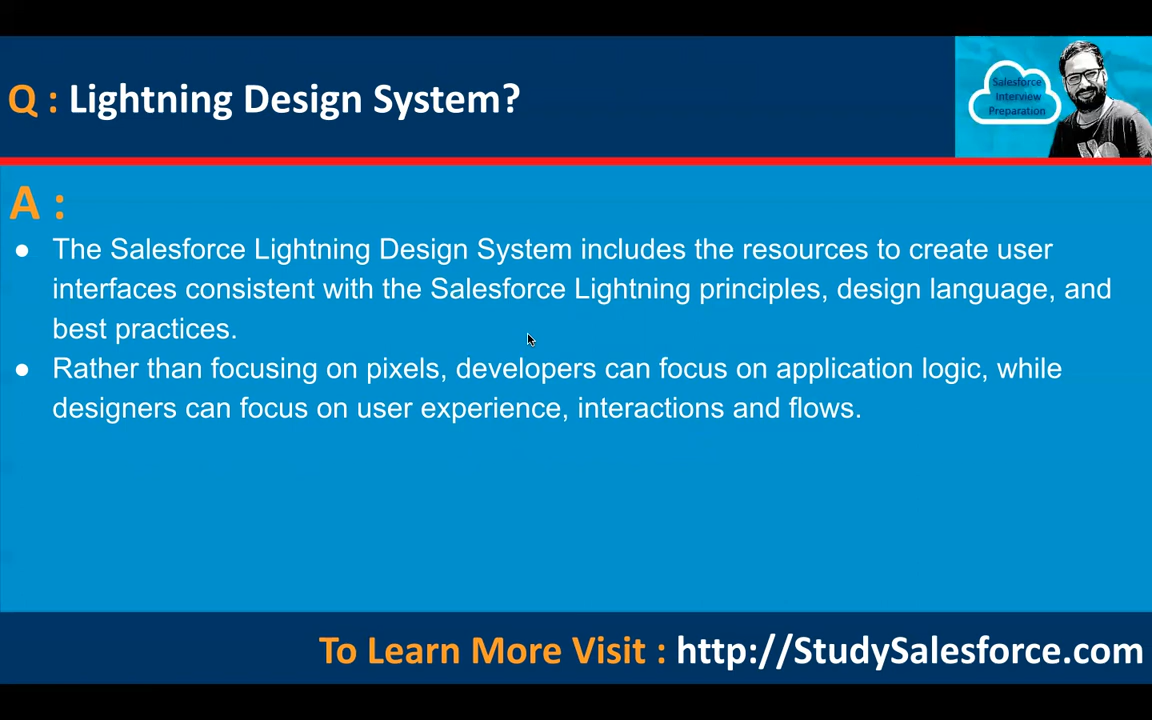 Q : Lightning Design System?
Salesforce
Interview
Preparation
A :
● The Salesforce Lightning Design System includes the resources to create user
interfaces consistent with the Salesforce Lightning principles, design language, and
best practices.
● Rather than focusing on pixels, developers can focus on application logic, while
designers can focus on user experience, interactions and flows.
To Learn More Visit : http://StudySalesforce.com